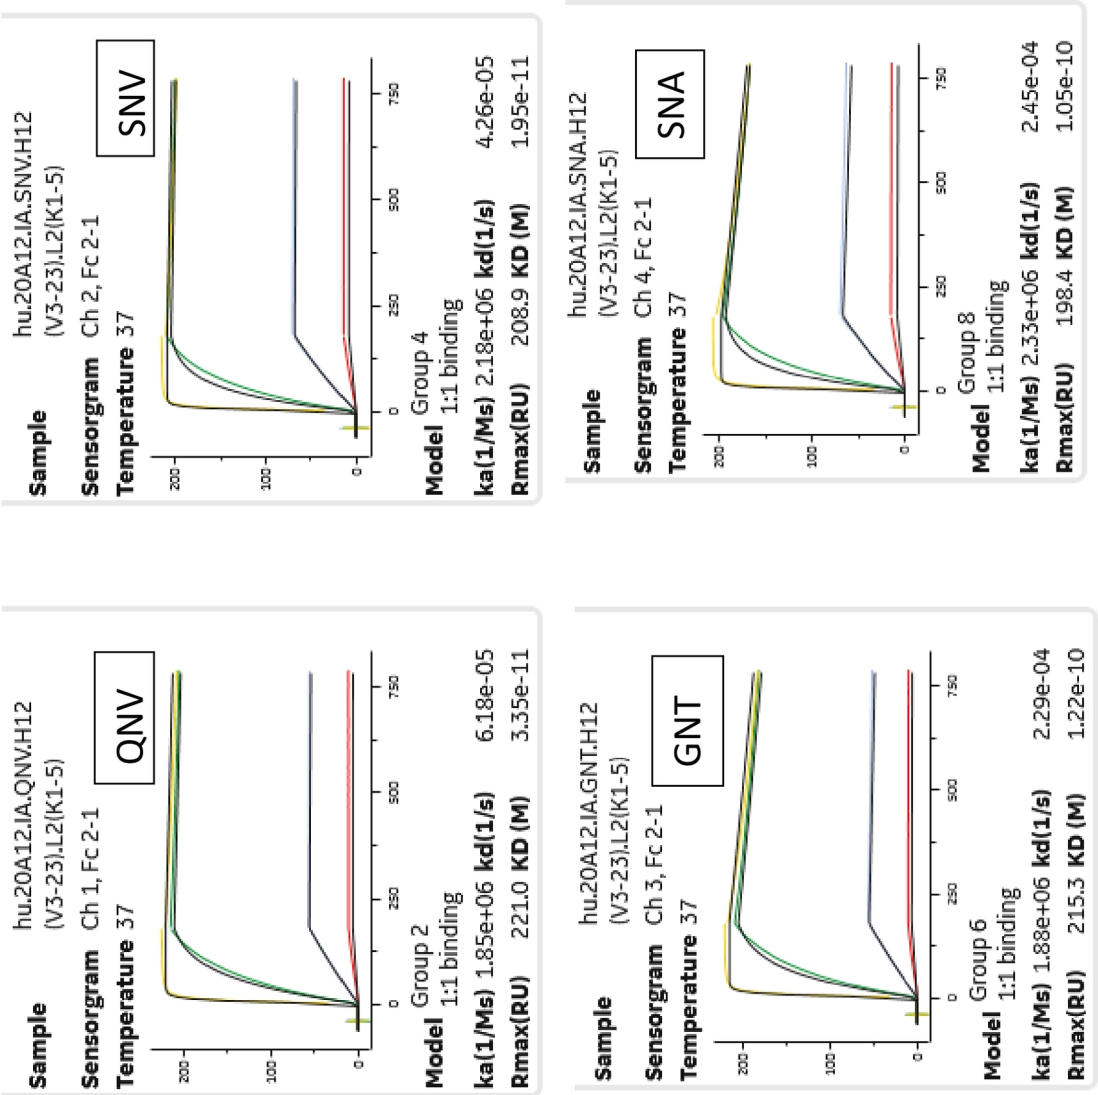 Sample hu.20A12.IA.QNV.H12
(V3-23).L2(K1-5)
Sensorgram Ch 1, Fc 2-1
Temperature 37
QNV
200
100
0
0 250 500 750
Model Group 2
1:1 binding
ka(1/Ms) 1.85e+06 kd(1/s) 6.18e-05
Rmax(RU) 221.0 KD (M) 3.35e-11
Sample hu.20A12.IA.SNV.H12
(V3-23).L2(K1-5)
Sensorgram Ch 2, Fc 2-1
Temperature 37
SNV
200
100
0
0 250 500 750
Model Group 4
1:1 binding
ka(1/Ms) 2.18e+06 kd(1/s) 4.26e-05
Rmax(RU) 208.9 KD (M) 1.95e-11
Sample hu.20A12.IA.GNT.H12
(V3-23).L2(K1-5)
Sensorgram Ch 3, Fc 2-1
Temperature 37
GNT
200
100
0
0 250 500 750
Model Group 6
1:1 binding
ka(1/Ms) 1.88e+06 kd(1/s) 2.29e-04
Rmax(RU) 215.3 KD (M) 1.22e-10
Sample hu.20A12.IA.SNA.H12
(V3-23).L2(K1-5)
Sensorgram Ch 4, Fc 2-1
Temperature 37
SNA
200
100
0
0 250 500 750
Model Group 8
1:1 binding
ka(1/Ms) 2.33e+06 kd(1/s) 2.45e-04
Rmax(RU) 198.4 KD (M) 1.05e-10